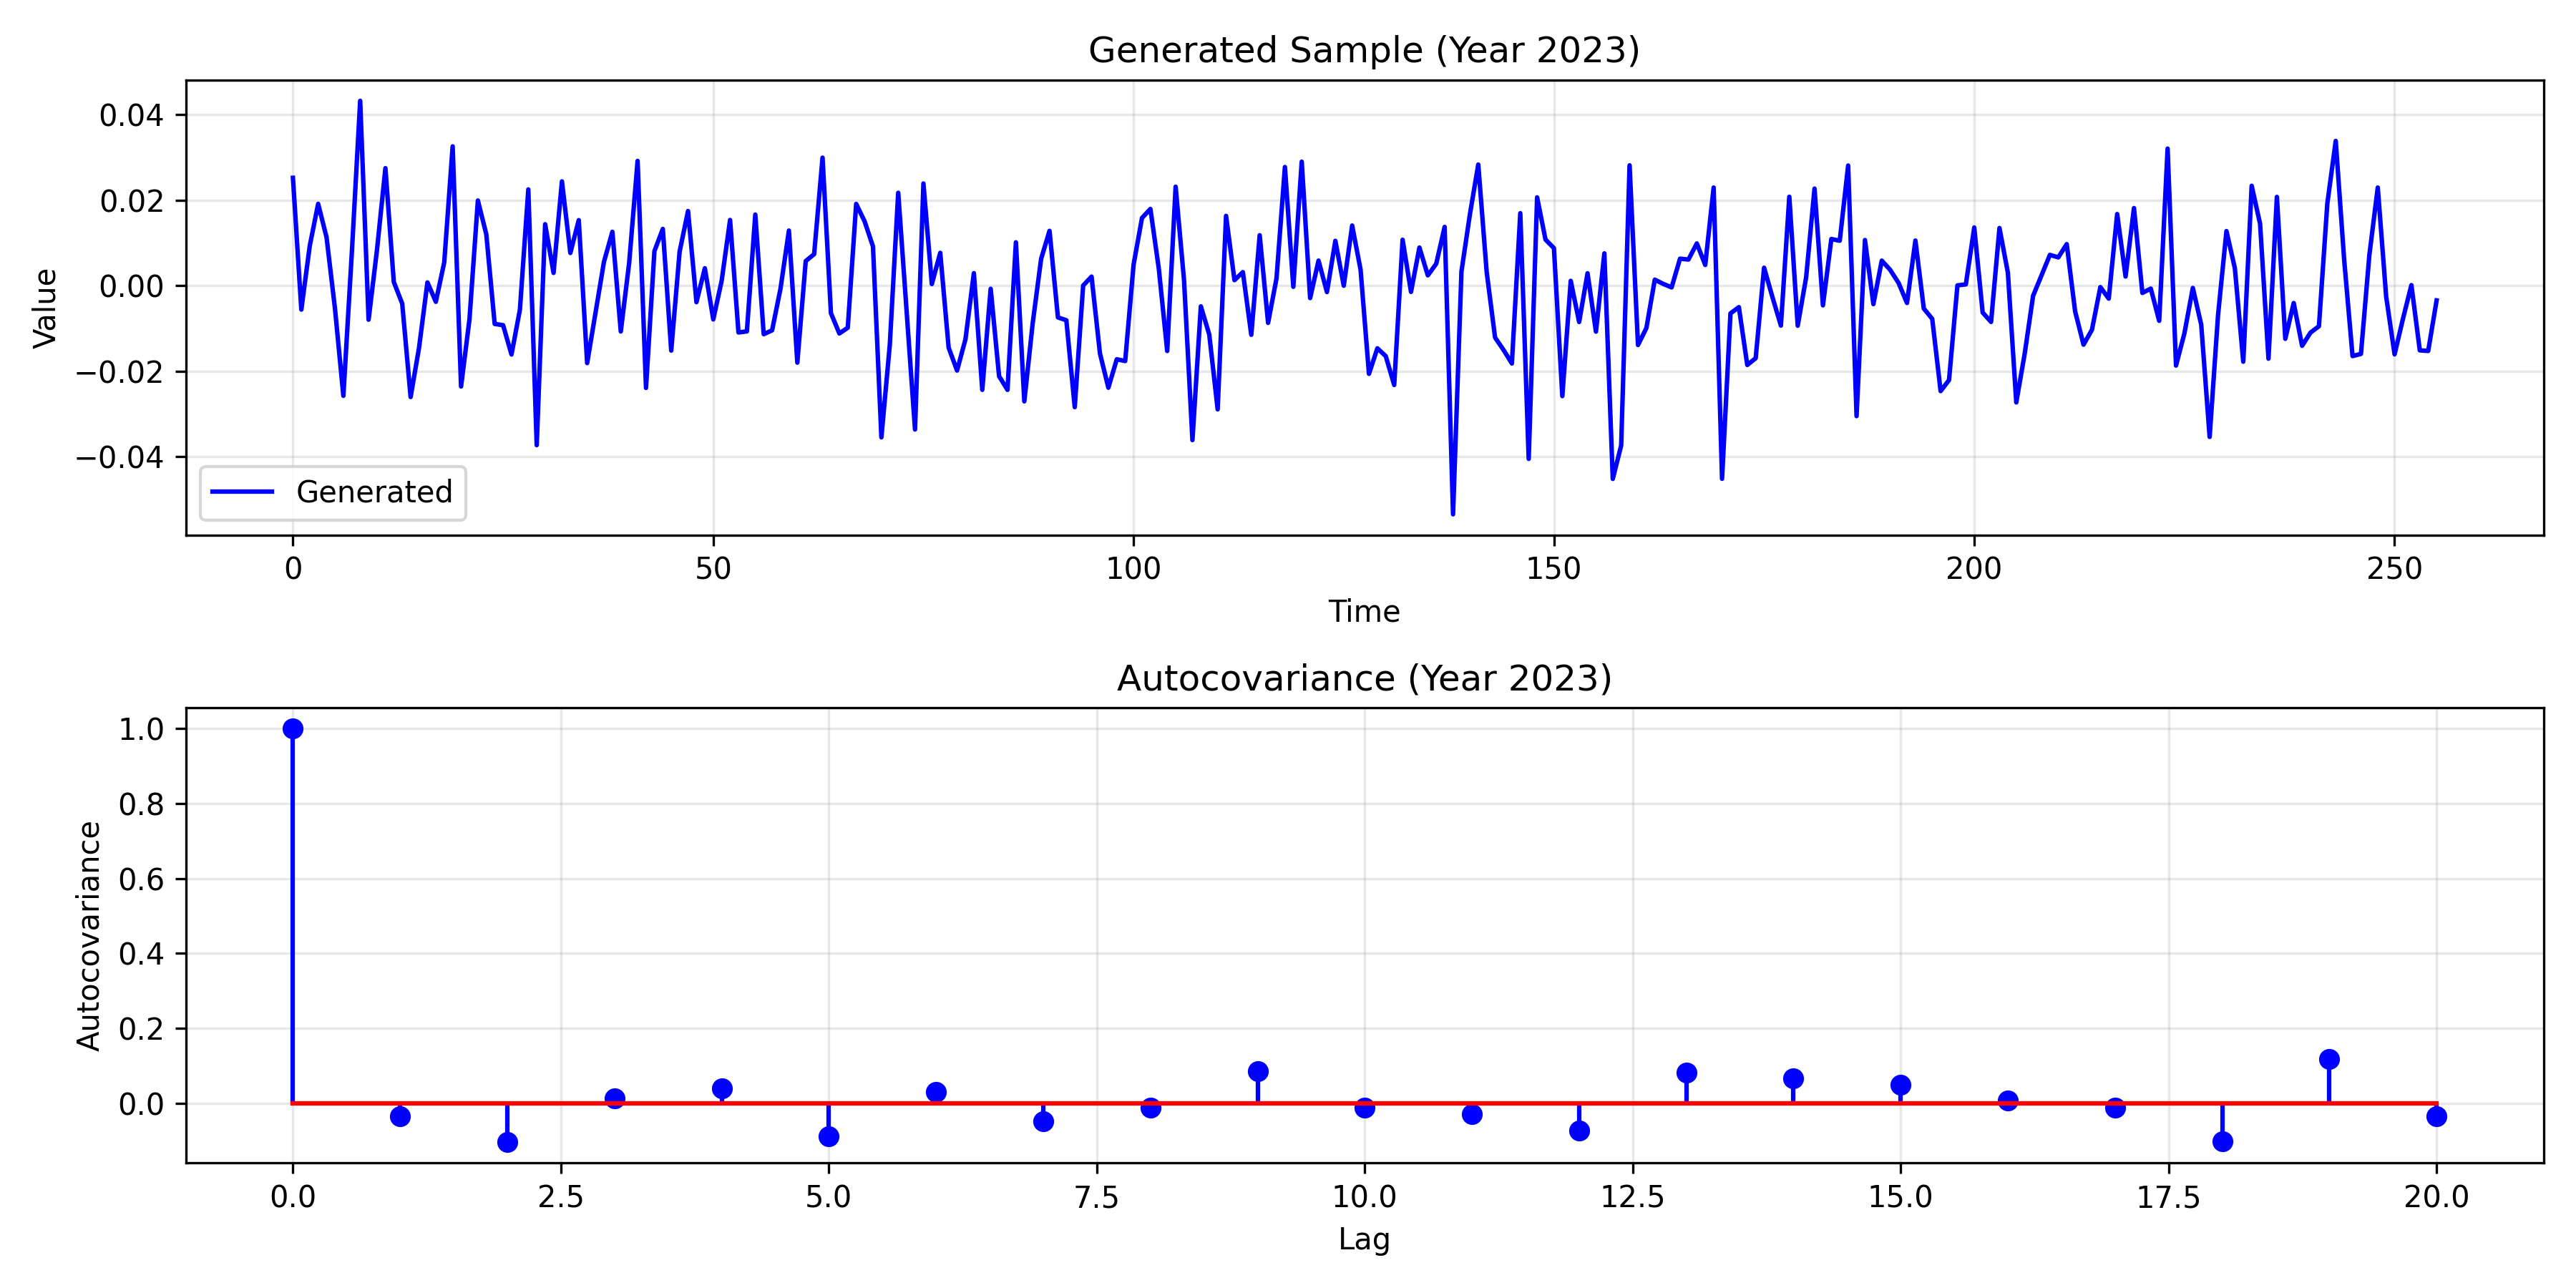 Generated Sample (Year 2023)
0.04
0.02
0.00
−0.02
−0.04
Value
Generated
0 50 100 150 200 250
Time
Autocovariance (Year 2023)
1.0
0.8
0.6
0.4
0.2
0.0
Autocovariance
0.0 2.5 5.0 7.5 10.0 12.5 15.0 17.5 20.0
Lag